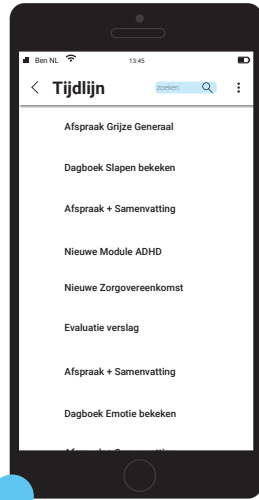 Ben NL 13:45
Tijdlijn zoeken
Afspraak Grijze Generaal
Dagboek Slapen bekeken
Afspraak + Samenvatting
Nieuwe Module ADHD
Nieuwe Zorgovereenkomst
Evaluatie verslag
Afspraak + Samenvatting
Dagboek Emotie bekeken